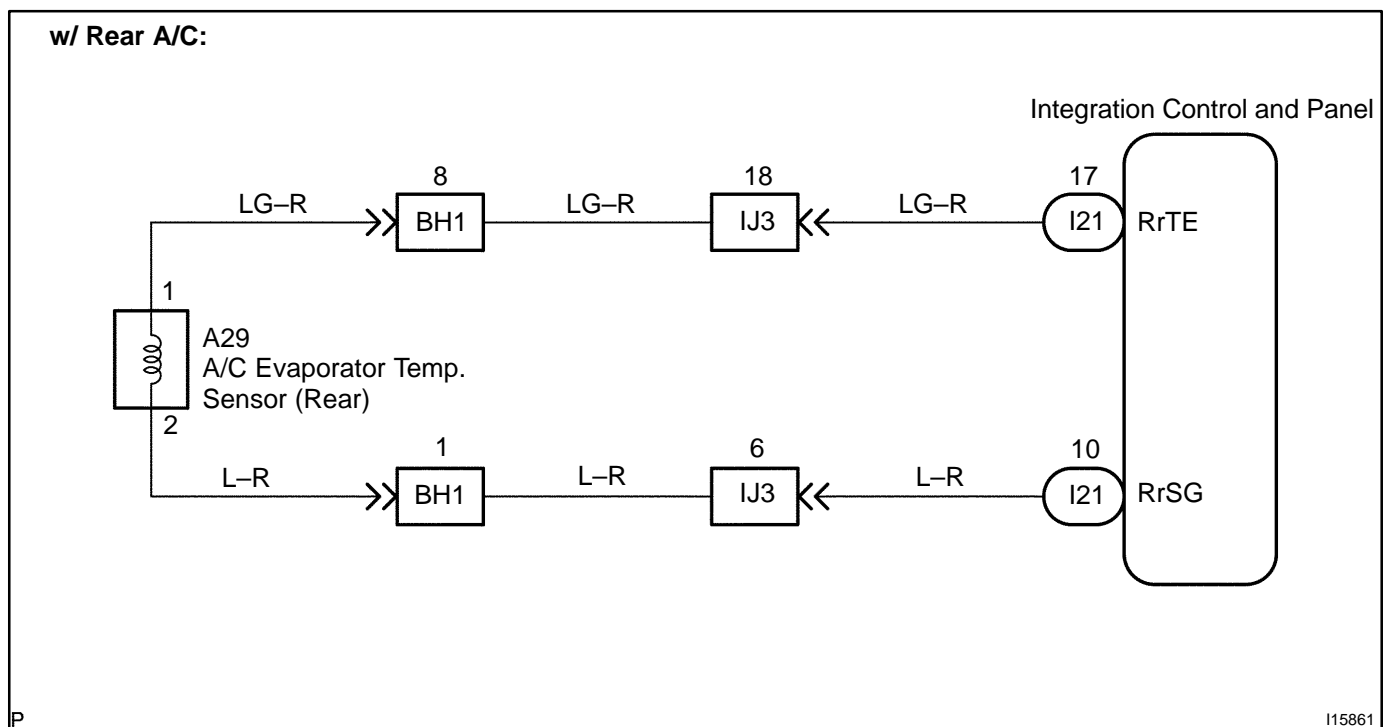 w/ Rear A/C:
Integration Control and Panel
8
18
17
LG–R
LG–R
LG–R
BH1
IJ3
I21
RrTE
1
A29
A/C Evaporator Temp.
Sensor (Rear)
2
1
6
10
L–R
L–R
L–R
BH1
IJ3
I21
RrSG
P
I15861